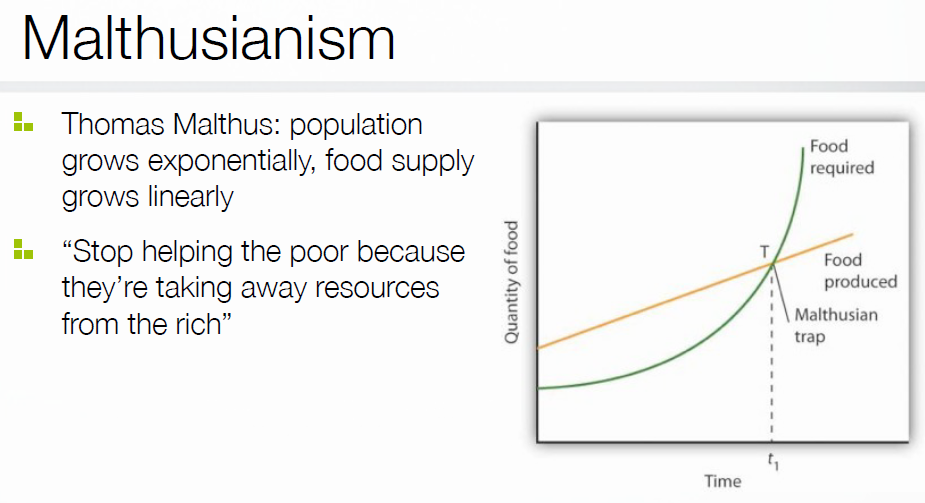 Malthusianism
Thomas Malthus: population
grows exponentially, food supply
grows linearly
“Stop helping the poor because
they’re taking away resources
from the rich”
Quantity of food
Food
required
T
Food
produced
Malthusian
trap
t1
Time